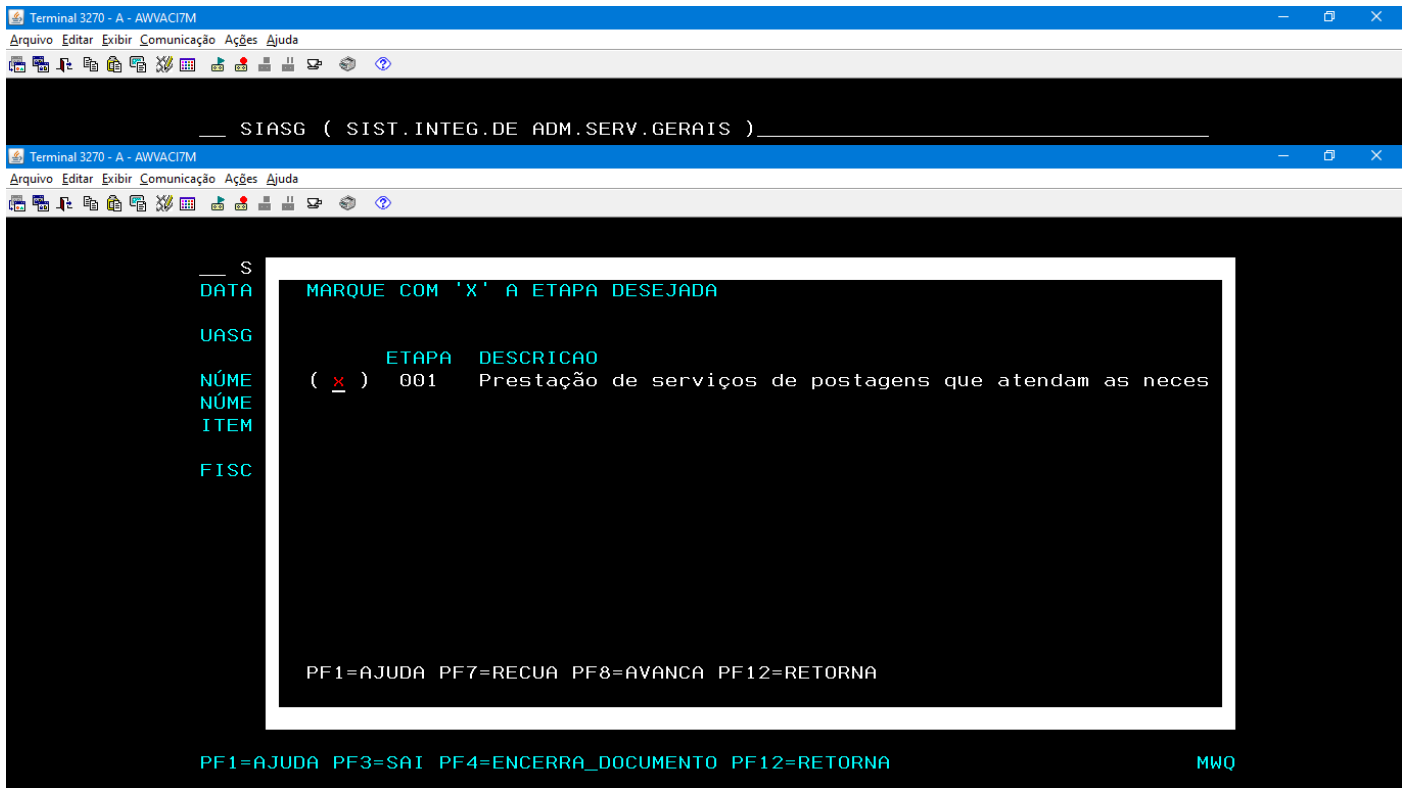 Terminal 3270 - A - AWVACI7M
Arquivo Editar Exibir Comunicação Ações Ajuda
__ SIASG ( SIST.INTEG.DE ADM.SERV.GERAIS )__________________________________
Terminal 3270 - A - AWVACI7M
Arquivo Editar Exibir Comunicação Ações Ajuda
__ S
DATA MARQUE COM 'X' A ETAPA DESEJADA
UASG
ETAPA DESCRICAO
NÚME ( x ) 001 Prestação de serviços de postagens que atendam as neces
NÚME
ITEM
FISC
PF1=AJUDA PF7=RECUA PF8=AVANCA PF12=RETORNA
PF1=AJUDA PF3=SAI PF4=ENCERRA_DOCUMENTO PF12=RETORNA MWQ